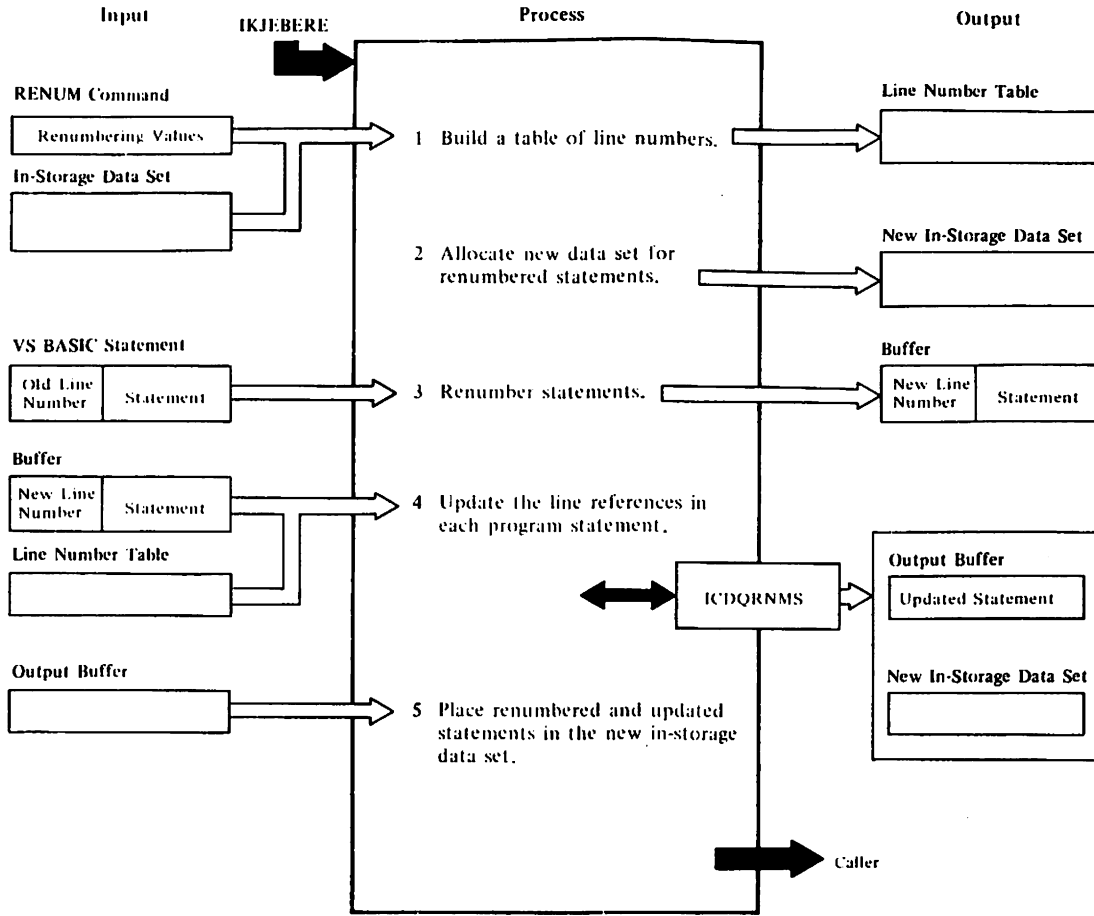 Input
Process
Output
IKJEBERE
RENUM Command
Renumbering Values
In-Storage Data Set
1 Build a table of line numbers.
Line Number Table
2 Allocate new data set for
renumbered statements.
New In-Storage Data Set
VS BASIC Statement
Old Line
Number
Statement
3 Renumber statements.
Buffer
New Line
Number
Statement
Buffer
New Line
Number
Statement
Line Number Table
4 Update the line references in
each program statement.
ICDQRNMS
Output Buffer
Updated Statement
New In-Storage Data Set
Output Buffer
5 Place renumbered and updated
statements in the new in-storage
data set.
Caller